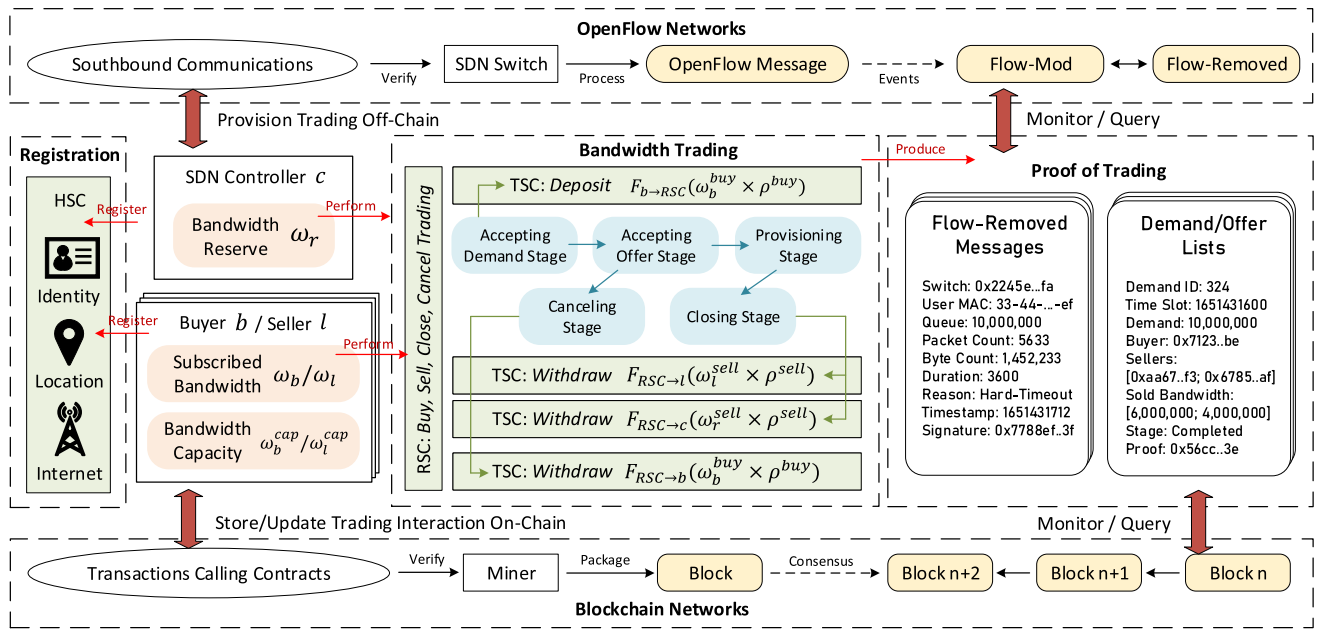 OpenFlow Networks
Southbound Communications
Verify
SDN Switch
Process
OpenFlow Message
Events
Flow-Mod
Flow-Removed
Provision Trading Off-Chain
Monitor / Query
Registration
HSC
Identity
Location
Internet
Register
Register
SDN Controller c
Bandwidth
Reserve ω_r
Perform
Buyer b / Seller l
Subscribed
Bandwidth ω_b/ω_l
Bandwidth
Capacity ω_b^{cap}/ω_l^{cap}
Perform
Bandwidth Trading
RSC: Buy, Sell, Close, Cancel Trading
TSC: Deposit F_{b→RSC}(ω_b^{buy} × ρ^{buy})
Accepting
Demand Stage
Accepting
Offer Stage
Provisioning
Stage
Canceling
Stage
Closing Stage
TSC: Withdraw F_{RSC→l}(ω_l^{sell} × ρ^{sell})
TSC: Withdraw F_{RSC→c}(ω_r^{sell} × ρ^{sell})
TSC: Withdraw F_{RSC→b}(ω_b^{buy} × ρ^{buy})
Produce
Proof of Trading
Flow-Removed
Messages
Switch: 0x2245e...fa
User MAC: 33-44-...-ef
Queue: 10,000,000
Packet Count: 5633
Byte Count: 1,452,233
Duration: 3600
Reason: Hard-Timeout
Timestamp: 1651431712
Signature: 0x7788ef..3f
Demand/Offer
Lists
Demand ID: 324
Time Slot: 1651431600
Demand: 10,000,000
Buyer: 0x7123..be
Sellers:
[0xaa67..f3; 0x6785..af]
Sold Bandwidth:
[6,000,000; 4,000,000]
Stage: Completed
Proof: 0x56cc..3e
Store/Update Trading Interaction On-Chain
Monitor / Query
Transactions Calling Contracts
Verify
Miner
Package
Block
Consensus
Block n+2
Block n+1
Block n
Blockchain Networks